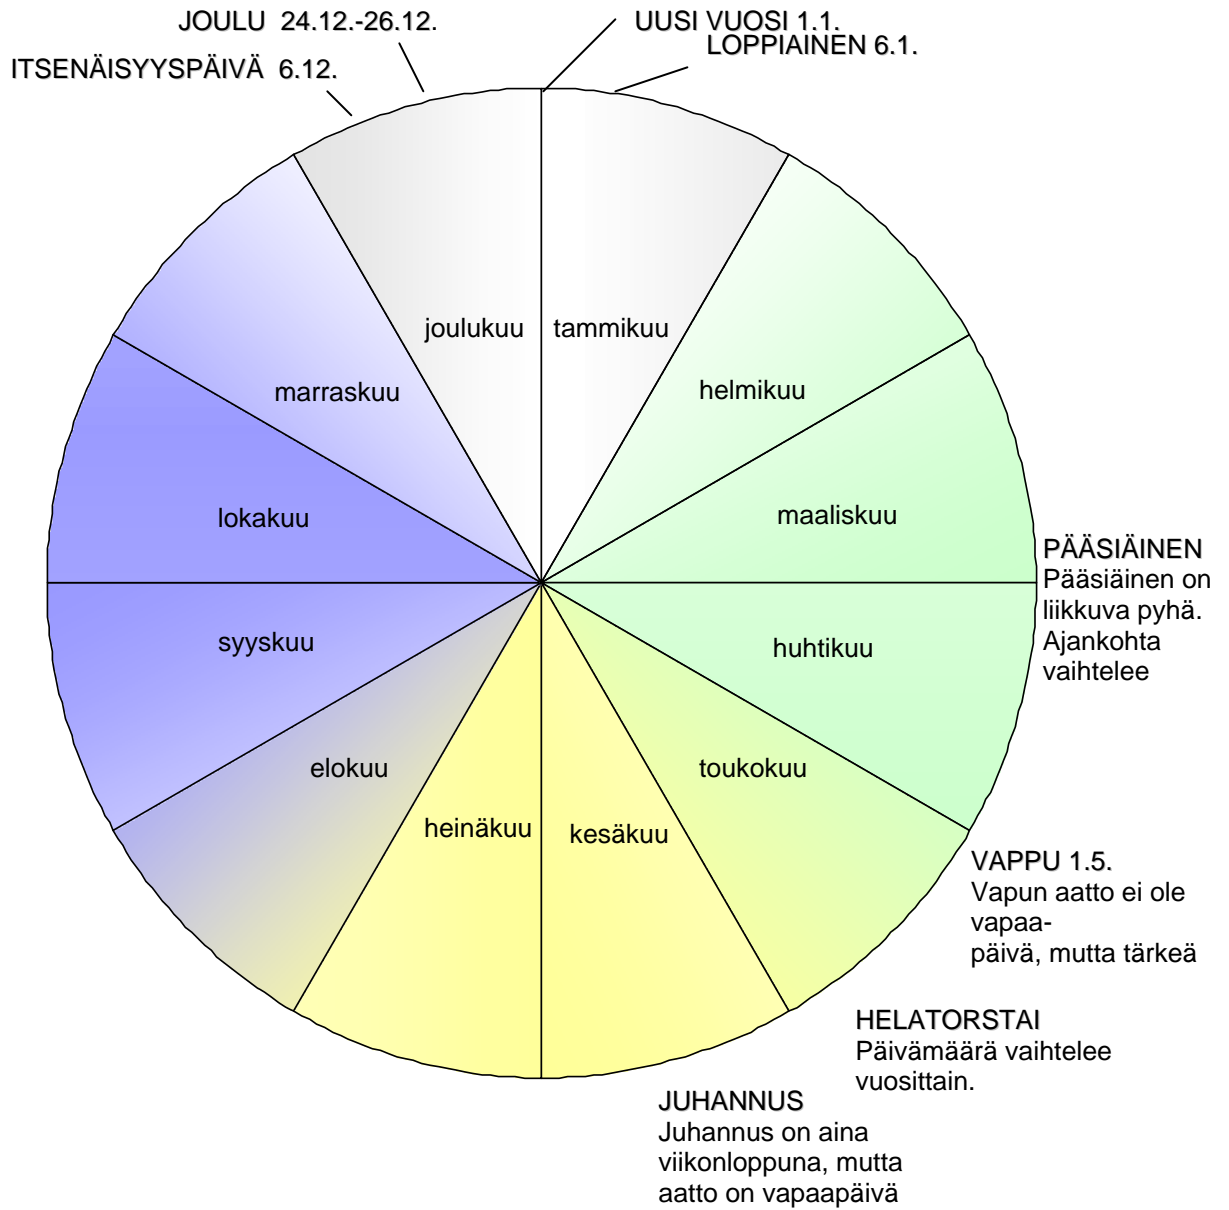 JOULU 24.12.-26.12.
UUSI VUOSI 1.1.
LOPPIAINEN 6.1.
ITSENÄISYYSPÄIVÄ 6.12.
joulukuu
tammikuu
marraskuu
helmikuu
lokakuu
maaliskuu
PÄÄSIÄINEN
Pääsiäinen on
liikkuva pyhä.
Ajankohta
vaihtelee
syyskuu
huhtikuu
elokuu
toukokuu
heinäkuu
kesäkuu
VAPPU 1.5.
Vapun aatto ei ole
vapaa-
päivä, mutta tärkeä
HELATORSTAI
Päivämäärä vaihtelee
vuosittain.
JUHANNUS
Juhannus on aina
viikonloppuna, mutta
aatto on vapaapäivä